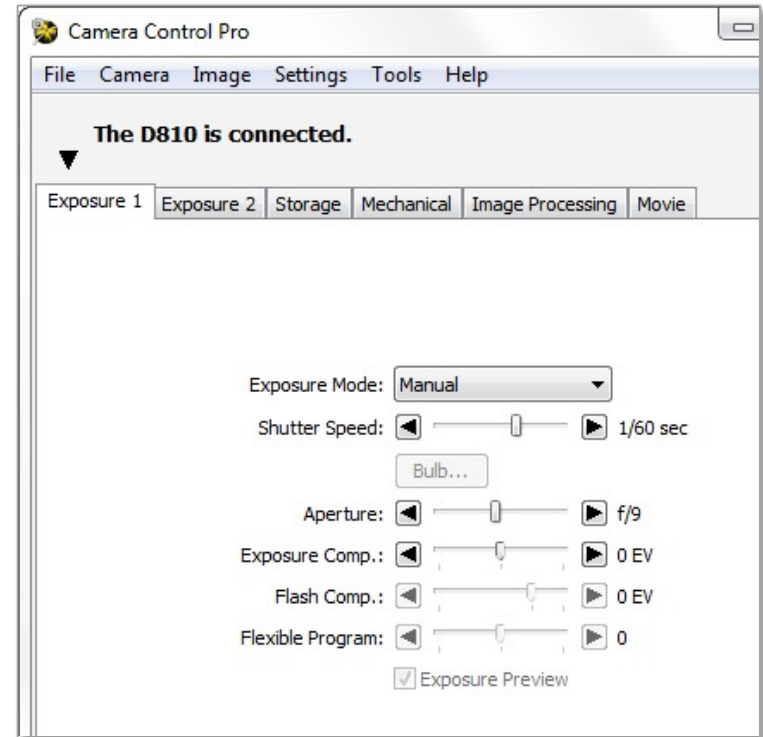 Camera Control Pro
File Camera Image Settings Tools Help
The D810 is connected.
Exposure 1 Exposure 2 Storage Mechanical Image Processing Movie
Exposure Mode: Manual
Shutter Speed: 1/60 sec
Bulb...
Aperture: f/9
Exposure Comp.: 0 EV
Flash Comp.: 0 EV
Flexible Program: 0
Exposure Preview